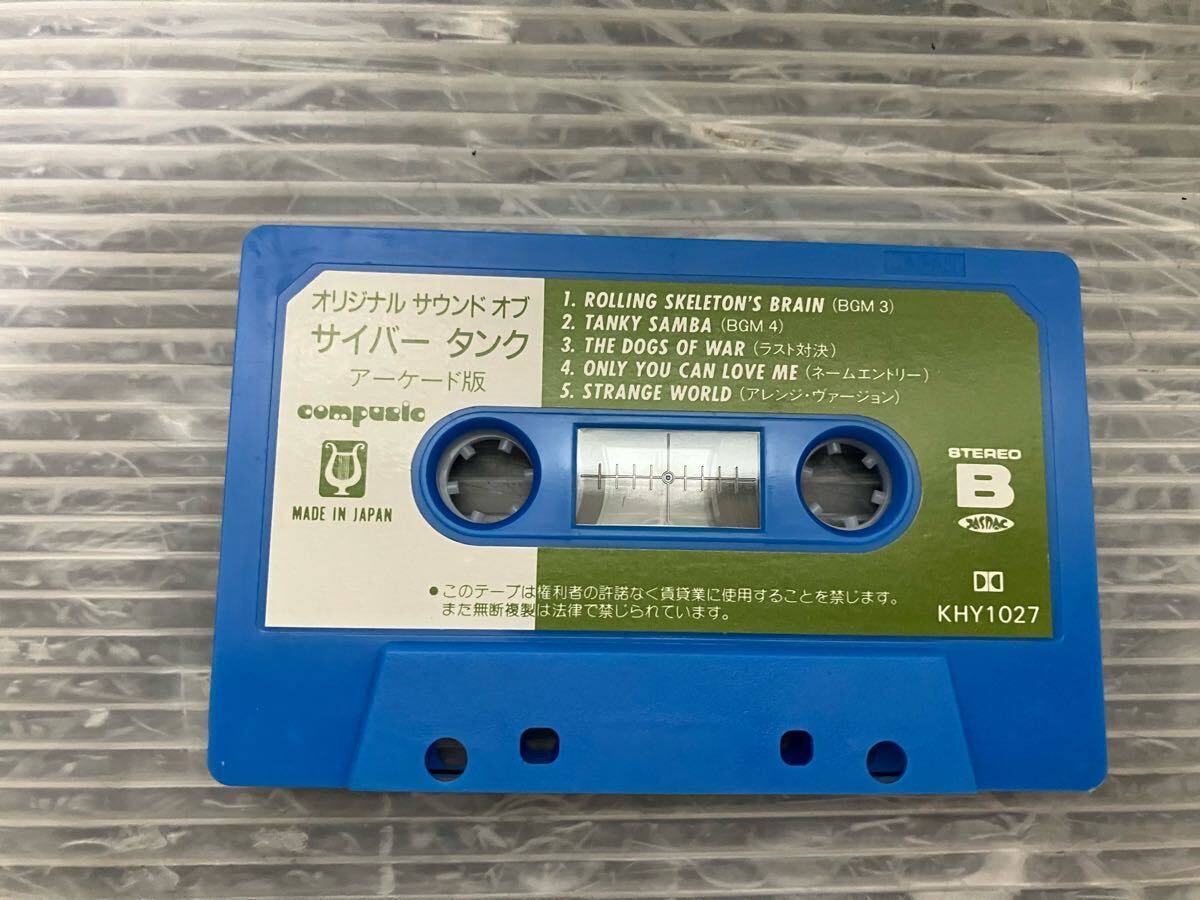 オリジナル サウンド オブ
サイバー タンク
アーケード版
compusic
MADE IN JAPAN
1. ROLLING SKELETON'S BRAIN (BGM 3)
2. TANKY SAMBA (BGM 4)
3. THE DOGS OF WAR (ラスト対決)
4. ONLY YOU CAN LOVE ME (ネームエントリー)
5. STRANGE WORLD (アレンジ・ヴァージョン)
STEREO
B
JASRAC
●このテープは権利者の許諾なく賃貸業に使用することを禁じます。
また無断複製は法律で禁じられています。
KHY1027